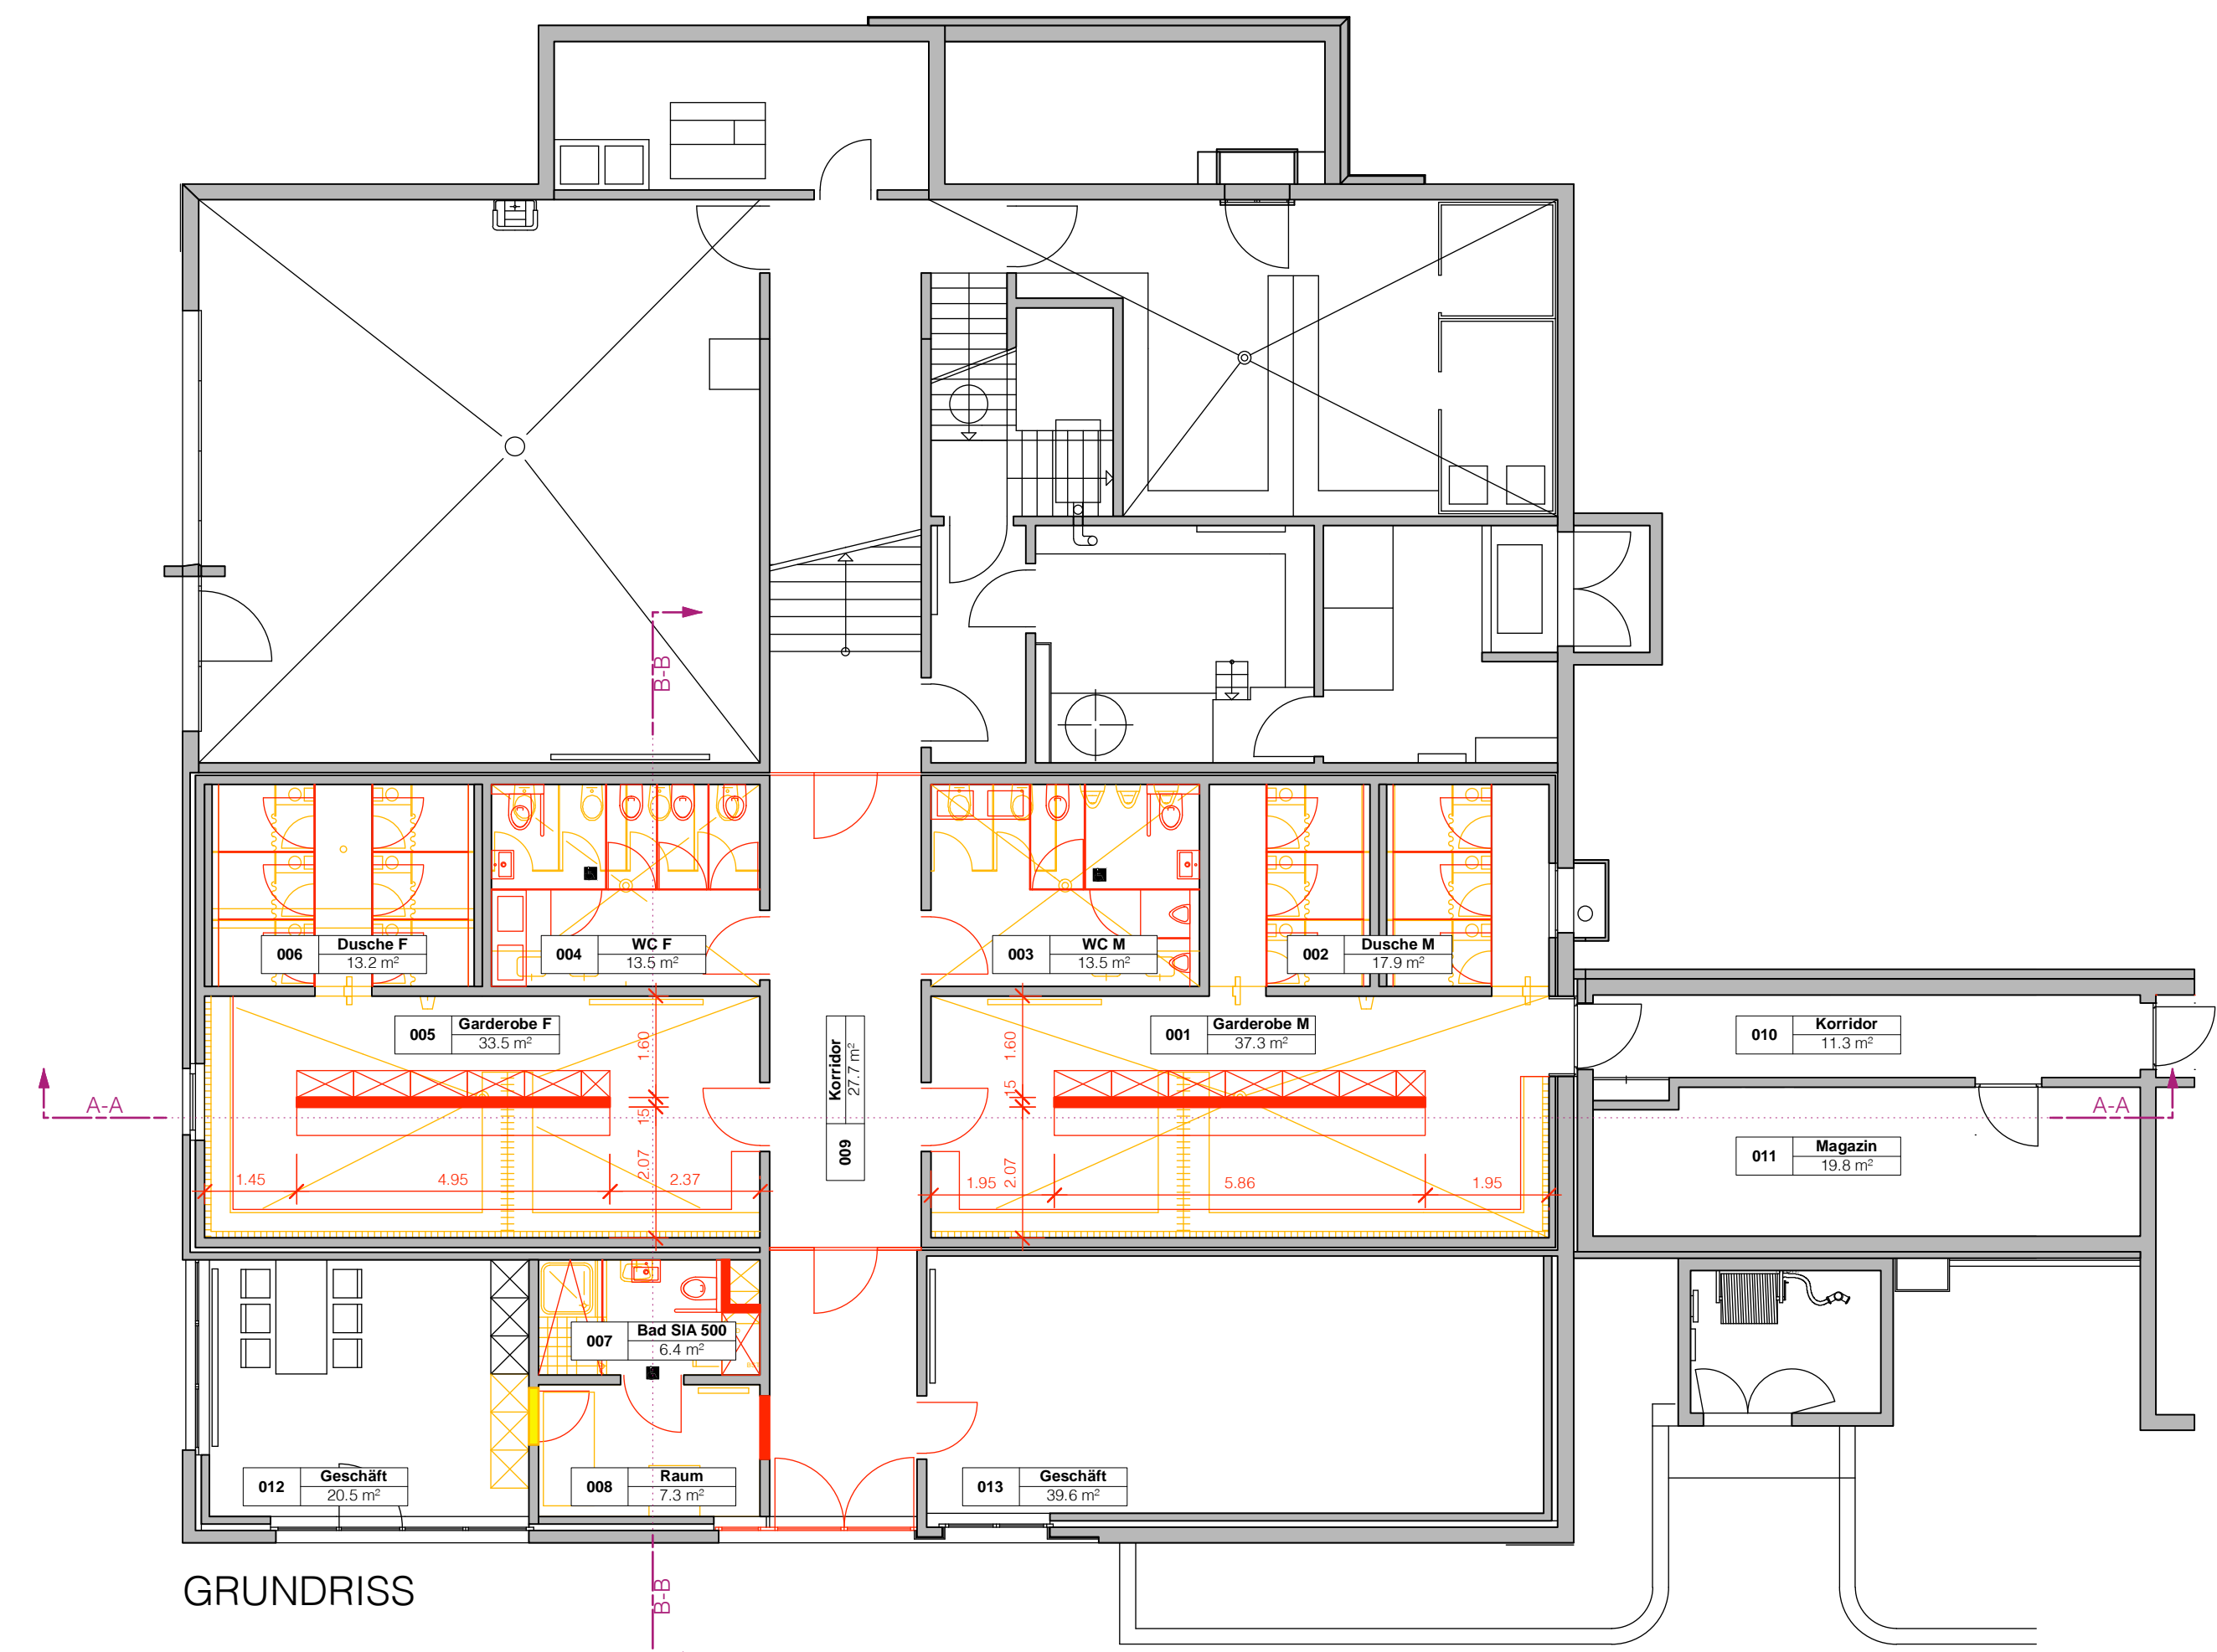 B-B
006 Dusche F
13.2 m²
004 WC F
13.5 m²
003 WC M
13.5 m²
002 Dusche M
17.9 m²
005 Garderobe F
33.5 m²
001 Garderobe M
37.3 m²
010 Korridor
11.3 m²
009 Korridor
27.7 m²
1.60
15
2.07
1.60
15
2.07
A-A
A-A
1.45
4.95
2.37
1.95
5.86
1.95
011 Magazin
19.8 m²
007 Bad SIA 500
6.4 m²
012 Geschäft
20.5 m²
008 Raum
7.3 m²
013 Geschäft
39.6 m²
GRUNDRISS
B-B